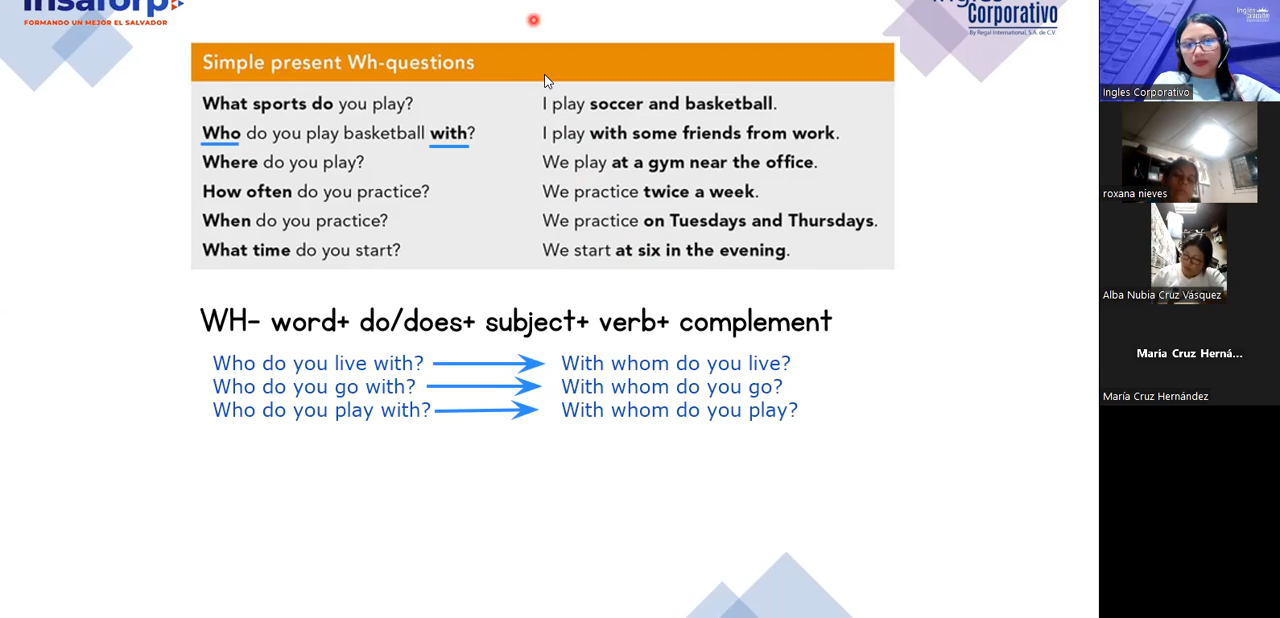 FORMANDO UN MEJOR EL SALVADOR
Corporativo
By Regal International, S.A. de C.V.
Simple present Wh-questions
What sports do you play? I play soccer and basketball.
Who do you play basketball with? I play with some friends from work.
Where do you play? We play at a gym near the office.
How often do you practice? We practice twice a week.
When do you practice? We practice on Tuesdays and Thursdays.
What time do you start? We start at six in the evening.
WH- word+ do/does+ subject+ verb+ complement
Who do you live with? With whom do you live?
Who do you go with? With whom do you go?
Who do you play with? With whom do you play?
Ingles Corporativo
roxana nieves
Alba Nubia Cruz Vásquez
Maria Cruz Herná...
María Cruz Hernández